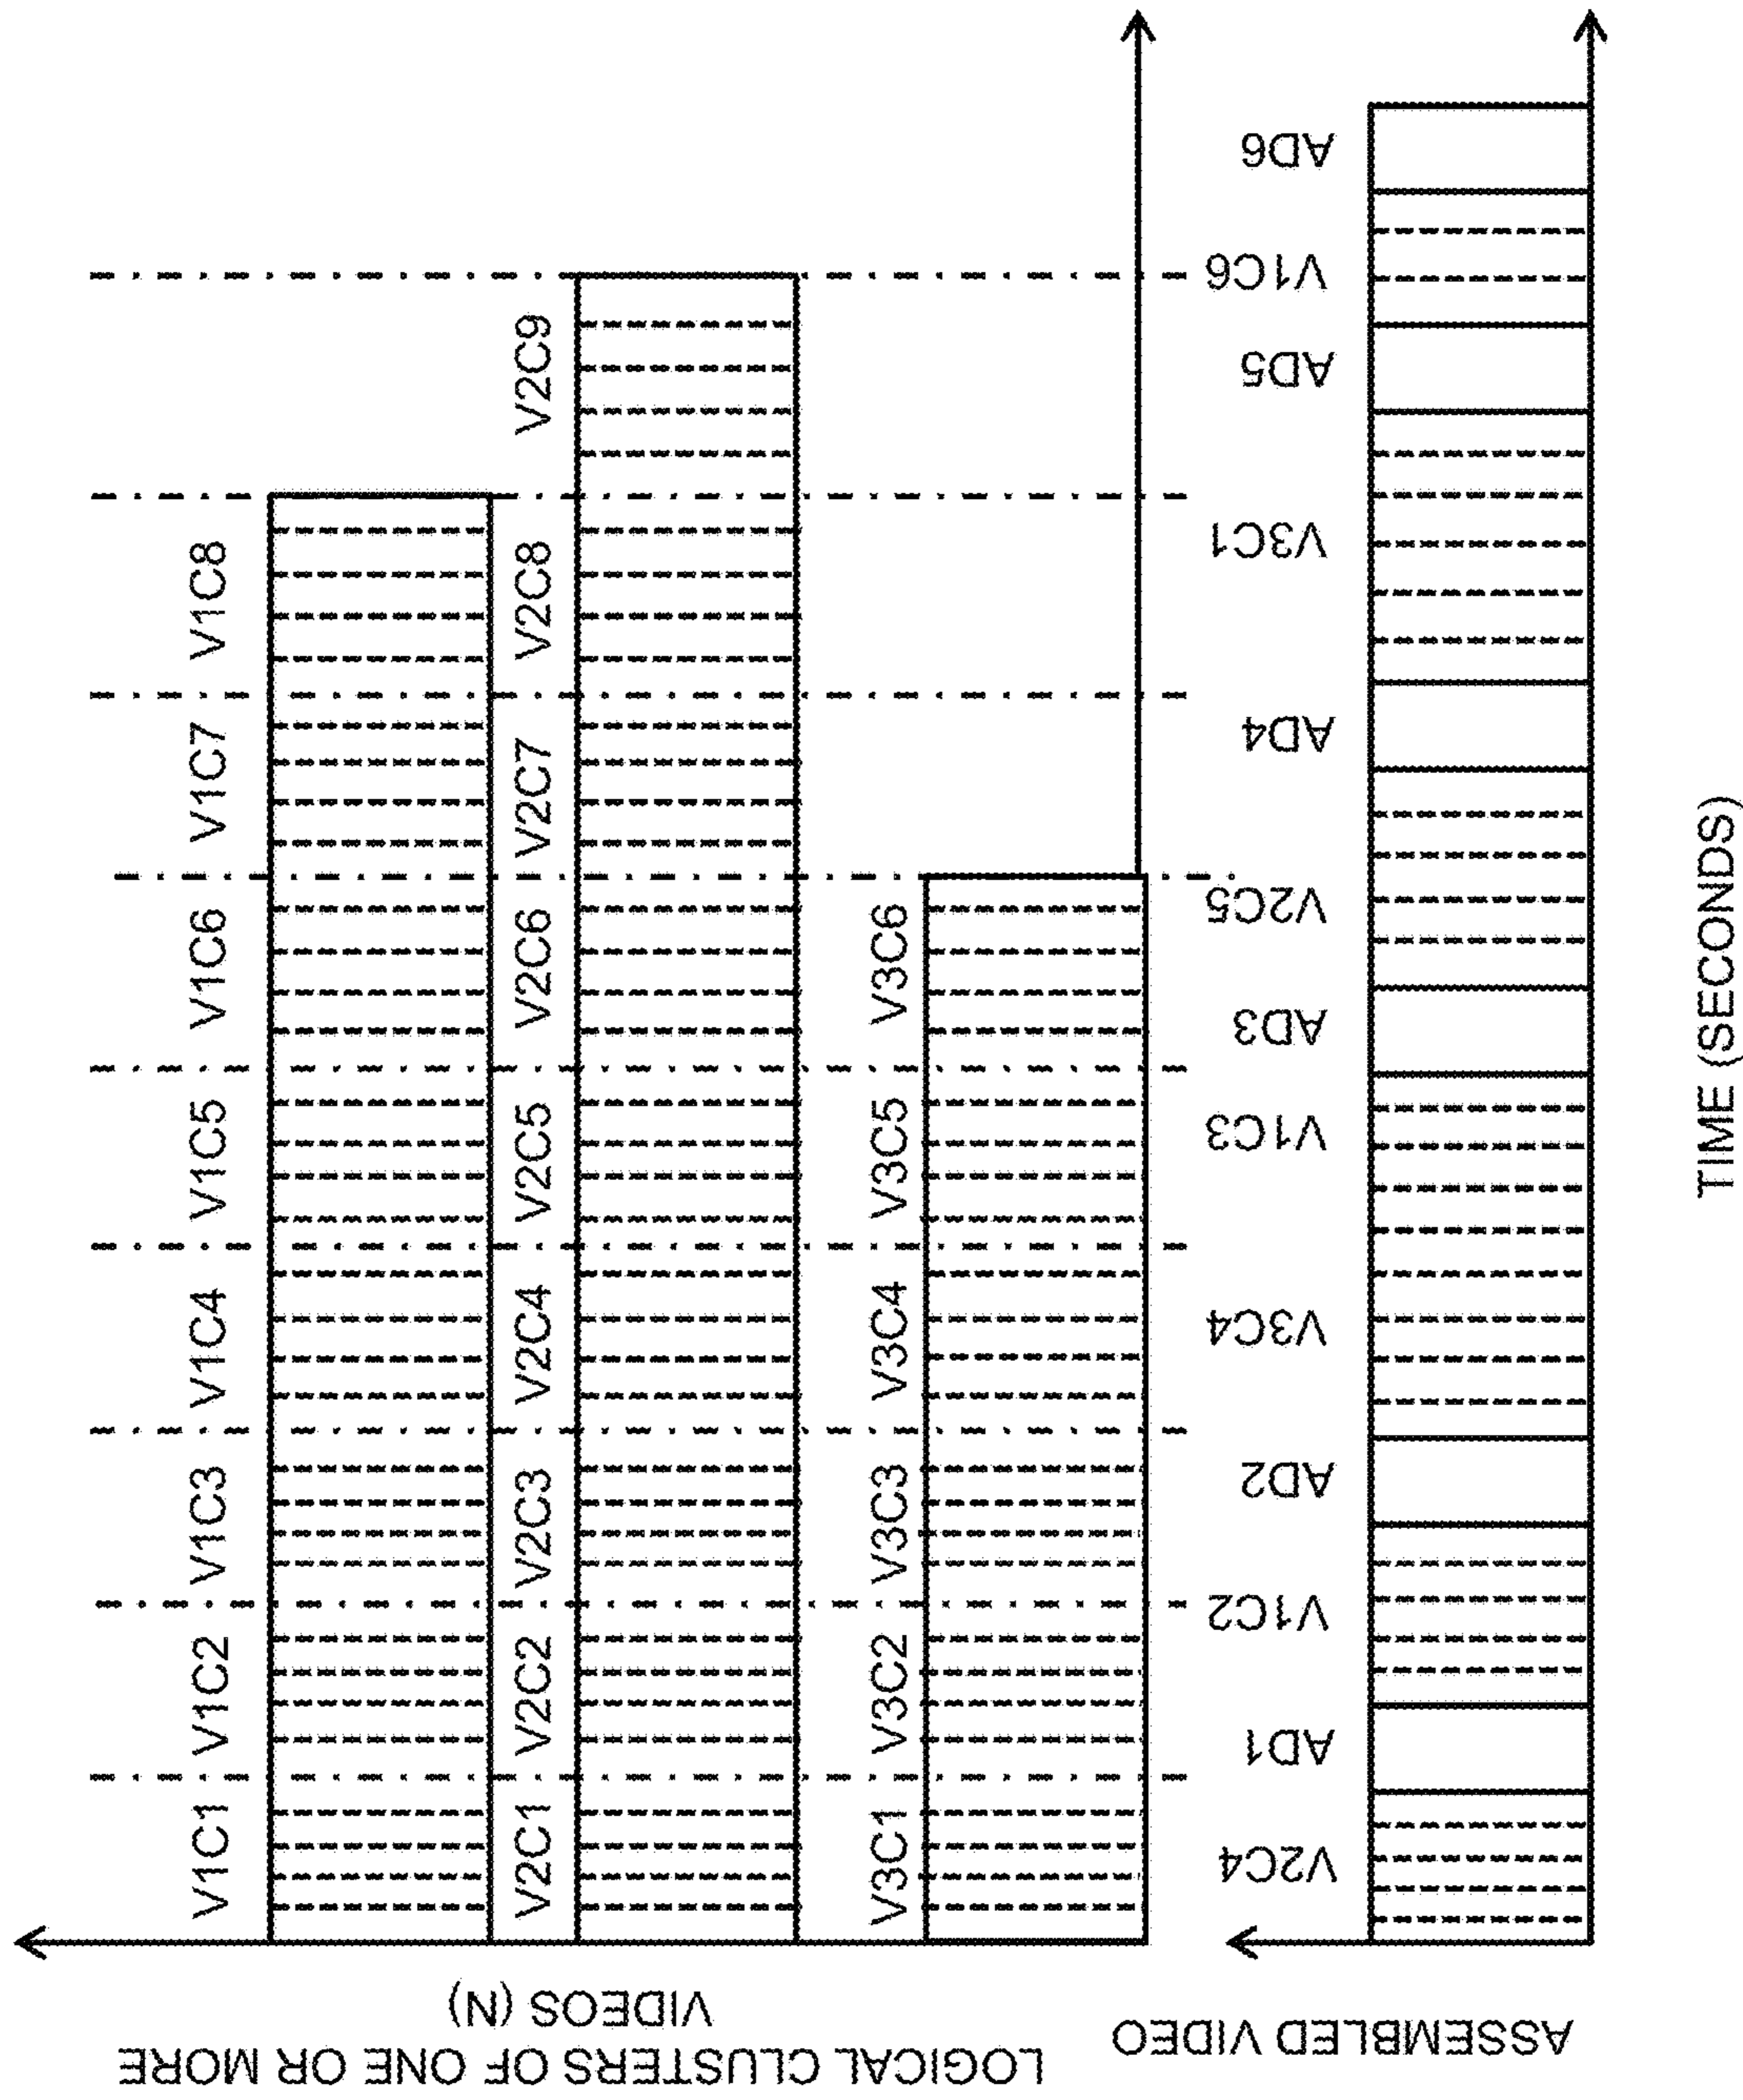 LOGICAL CLUSTERS OF ONE OR MORE
VIDEOS (N)
V1C1 V1C2 V1C3 V1C4 V1C5 V1C6 V1C7 V1C8
V2C1 V2C2 V2C3 V2C4 V2C5 V2C6 V2C7 V2C8 V2C9
V3C1 V3C2 V3C3 V3C4 V3C5 V3C6
ASSEMBLED VIDEO
V2C4 AD1 V1C2 AD2 V3C4 V1C3 AD3 V2C5 AD4 V3C1 AD5 V1C6 AD6
TIME (SECONDS)